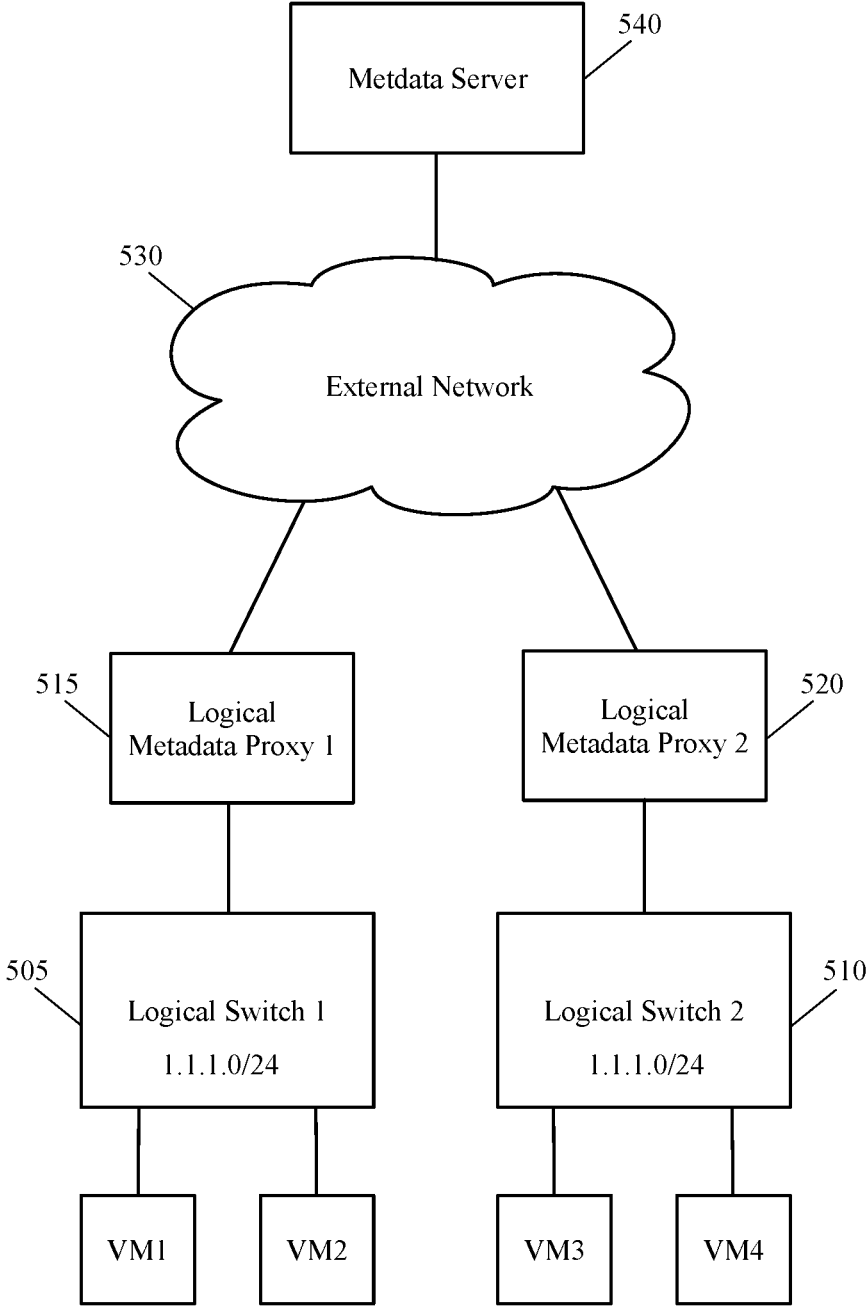 540
Metdata Server
530
External Network
515
Logical
Metadata Proxy 1
520
Logical
Metadata Proxy 2
505
Logical Switch 1
1.1.1.0/24
510
Logical Switch 2
1.1.1.0/24
VM1
VM2
VM3
VM4